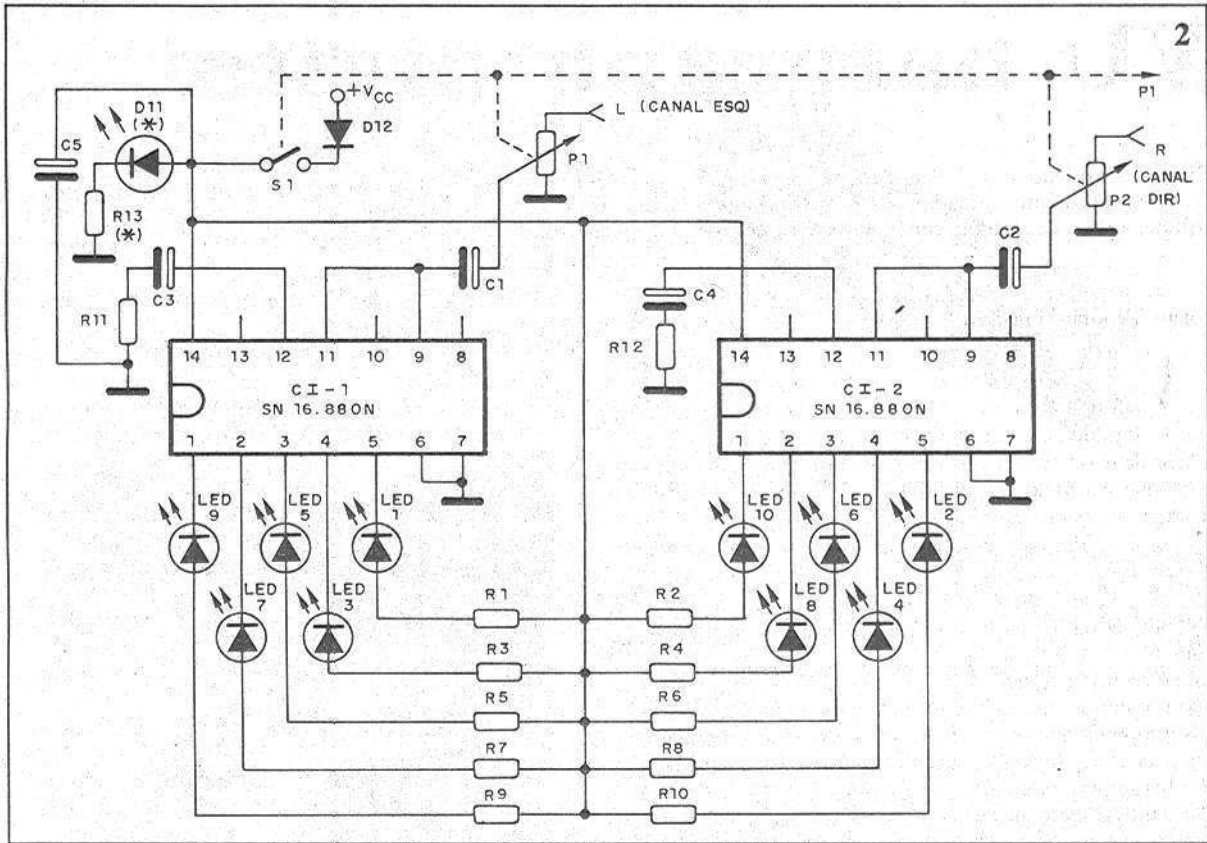 2
+VCC
D12
D11
(*)
C5
S1
L (CANAL ESQ)
P1
P1
R
(CANAL
DIR)
P2
R13
(*)
C3
R11
C1
C2
C4
R12
14 13 12 11 10 9 8
CI-1
SN 16.880N
1 2 3 4 5 6 7
14 13 12 11 10 9 8
CI-2
SN 16.880N
1 2 3 4 5 6 7
LED
9
LED
5
LED
1
LED
7
LED
3
LED
10
LED
6
LED
2
LED
8
LED
4
R1 R2
R3 R4
R5 R6
R7 R8
R9 R10